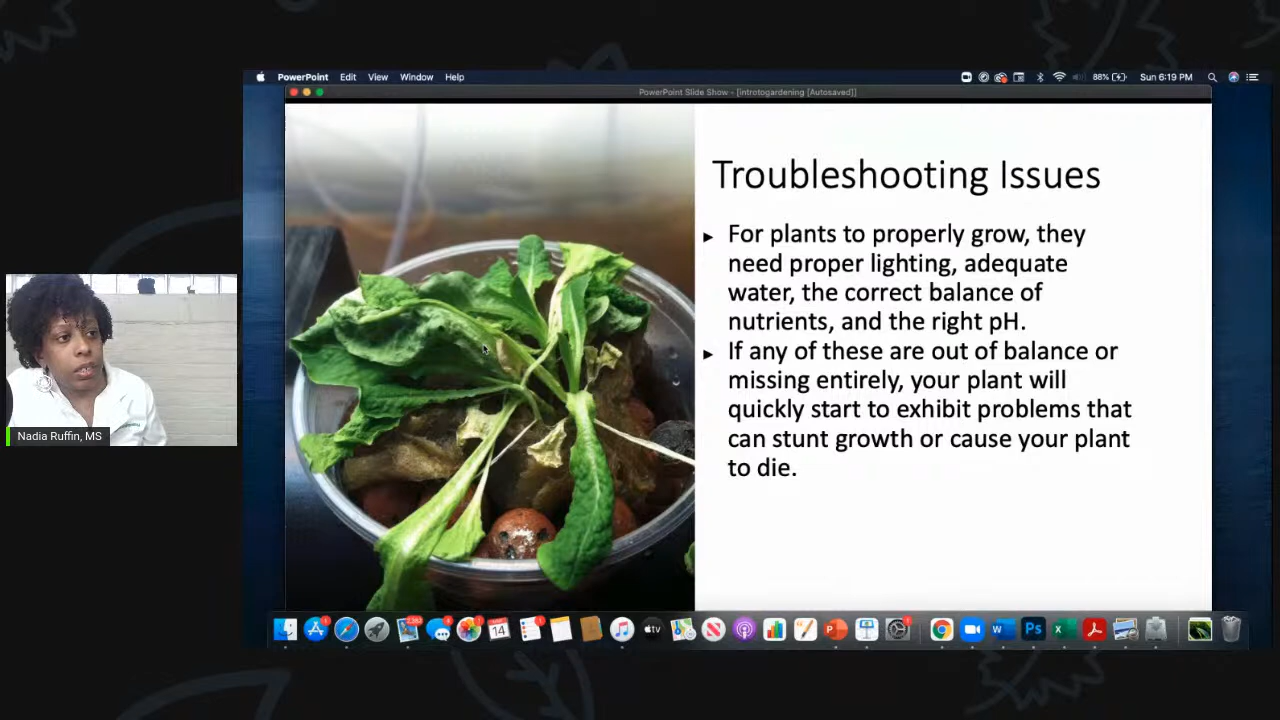 PowerPoint Edit View Window Help
88% Sun 6:19 PM
PowerPoint Slide Show - [introtogardening [Autosaved]]
Troubleshooting Issues
► For plants to properly grow, they
need proper lighting, adequate
water, the correct balance of
nutrients, and the right pH.
► If any of these are out of balance or
missing entirely, your plant will
quickly start to exhibit problems that
can stunt growth or cause your plant
to die.
Nadia Ruffin, MS
14
tv
P
W
Ps
X